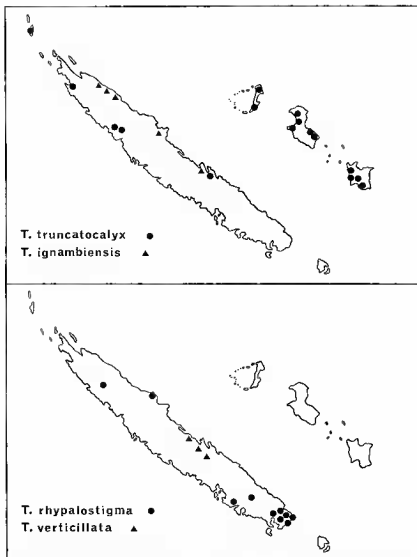 T. truncatocalyx ●
T. ignambiensis ▲
T. rhypalostigma ●
T. verticillata ▲